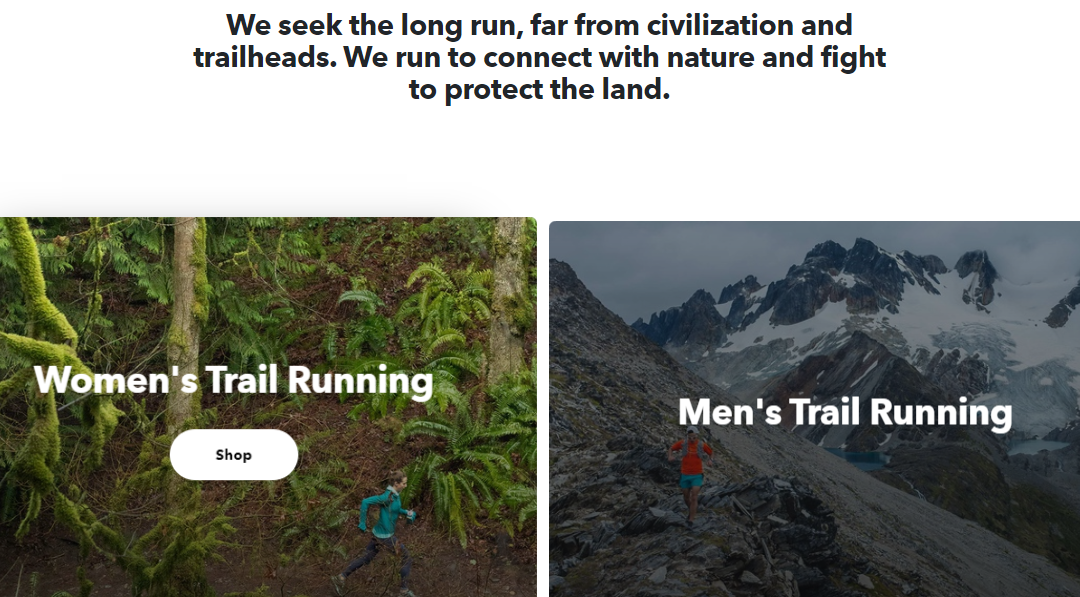 We seek the long run, far from civilization and
trailheads. We run to connect with nature and fight
to protect the land.
Women's Trail Running
Shop
Men's Trail Running